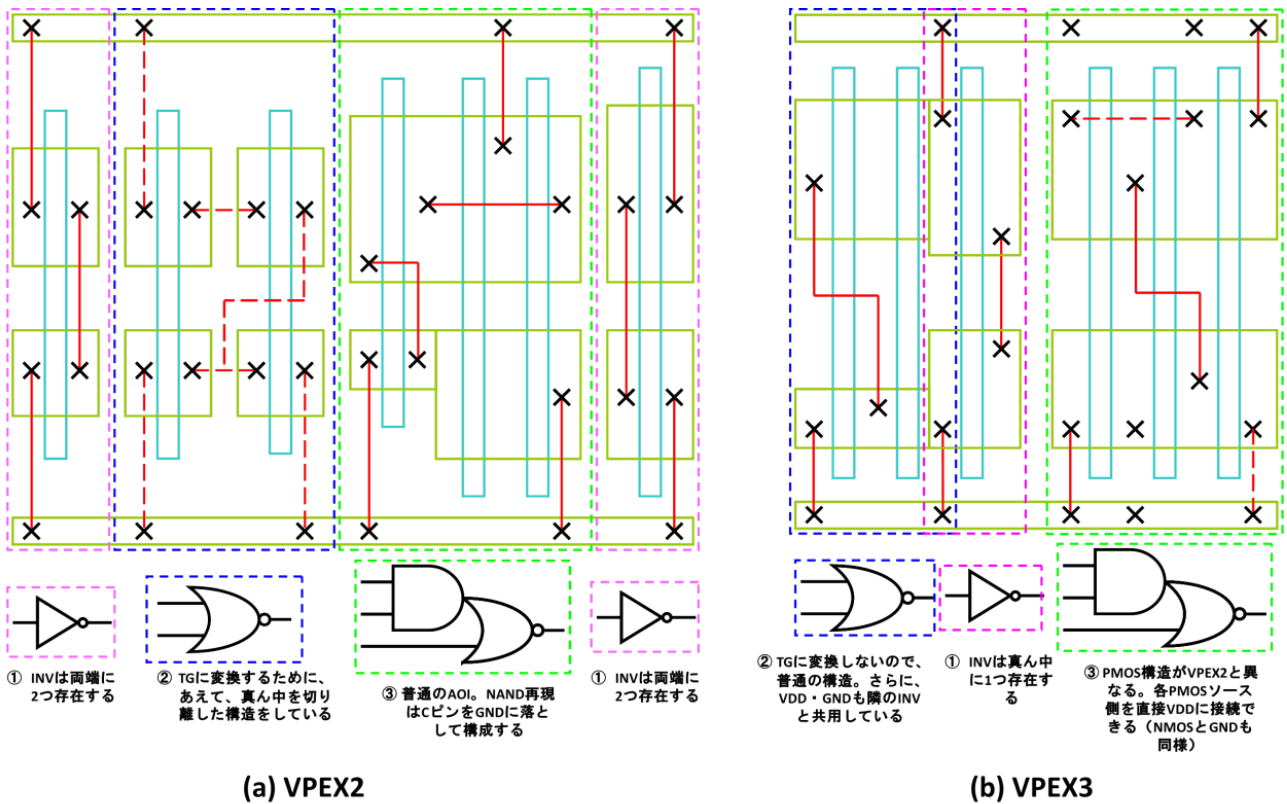 ① INVは両端に
2つ存在する
② TGに変換するために、
あえて、真ん中を切り
離した構造をしている
③ 普通のAOI。NAND再現
はCピンをGNDに落と
して構成する
① INVは両端に
2つ存在する
(a) VPEX2
② TGに変換しないので、
普通の構造。さらに、
VDD・GNDも隣のINV
と共用している
① INVは真ん中
に1つ存在す
る
③ PMOS構造がVPEX2と異
なる。各PMOSソース
側を直接VDDに接続で
きる（NMOSとGNDも
同様）
(b) VPEX3